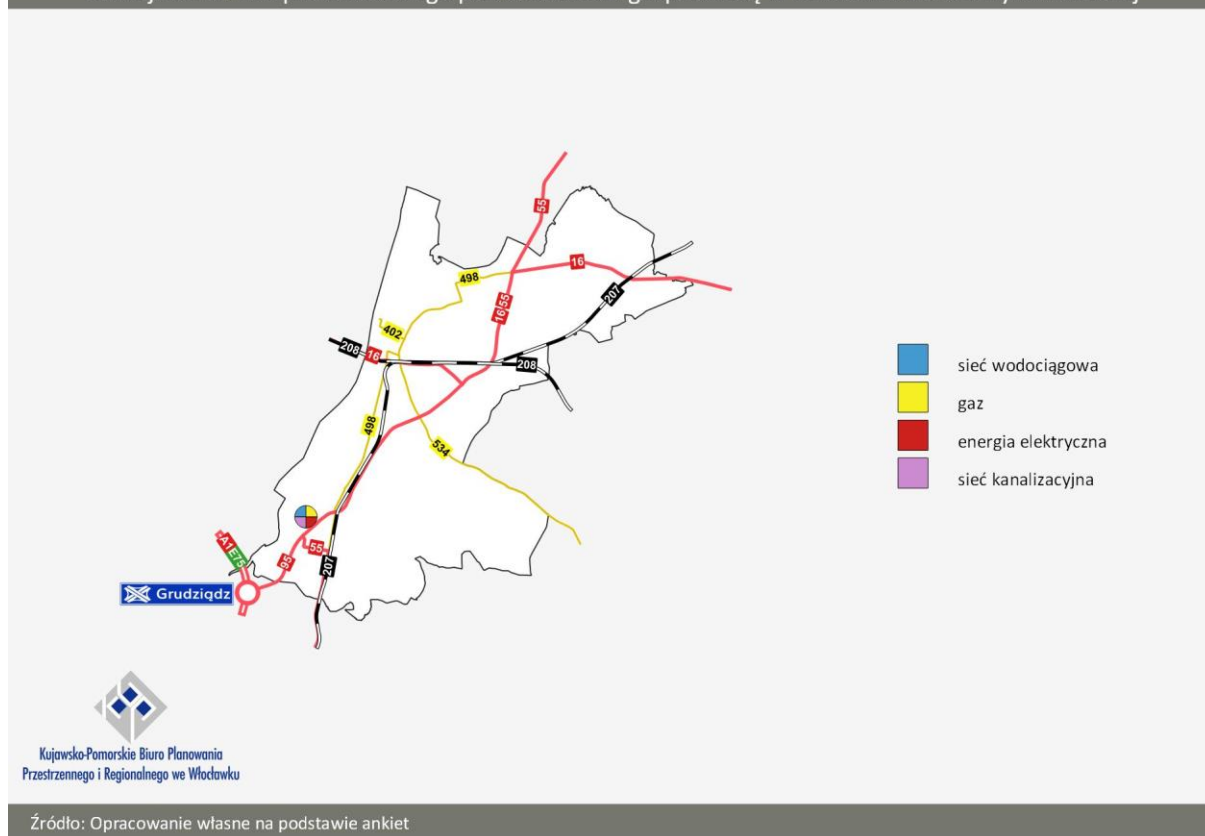 55
498
16
207
16 55
402
208
16
208
498
534
55
A1 E75
95
207
Grudziądz
sieć wodociągowa
gaz
energia elektryczna
sieć kanalizacyjna
Kujawsko-Pomorskie Biuro Planowania
Przestrzennego i Regionalnego we Włocławku
Źródło: Opracowanie własne na podstawie ankiet